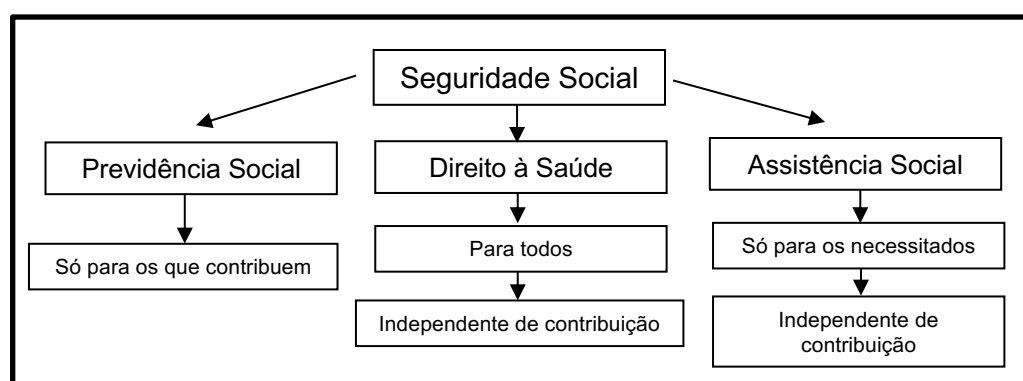 Seguridade Social
Previdência Social
Direito à Saúde
Assistência Social
Só para os que contribuem
Para todos
Só para os necessitados
Independente de contribuição
Independente de
contribuição